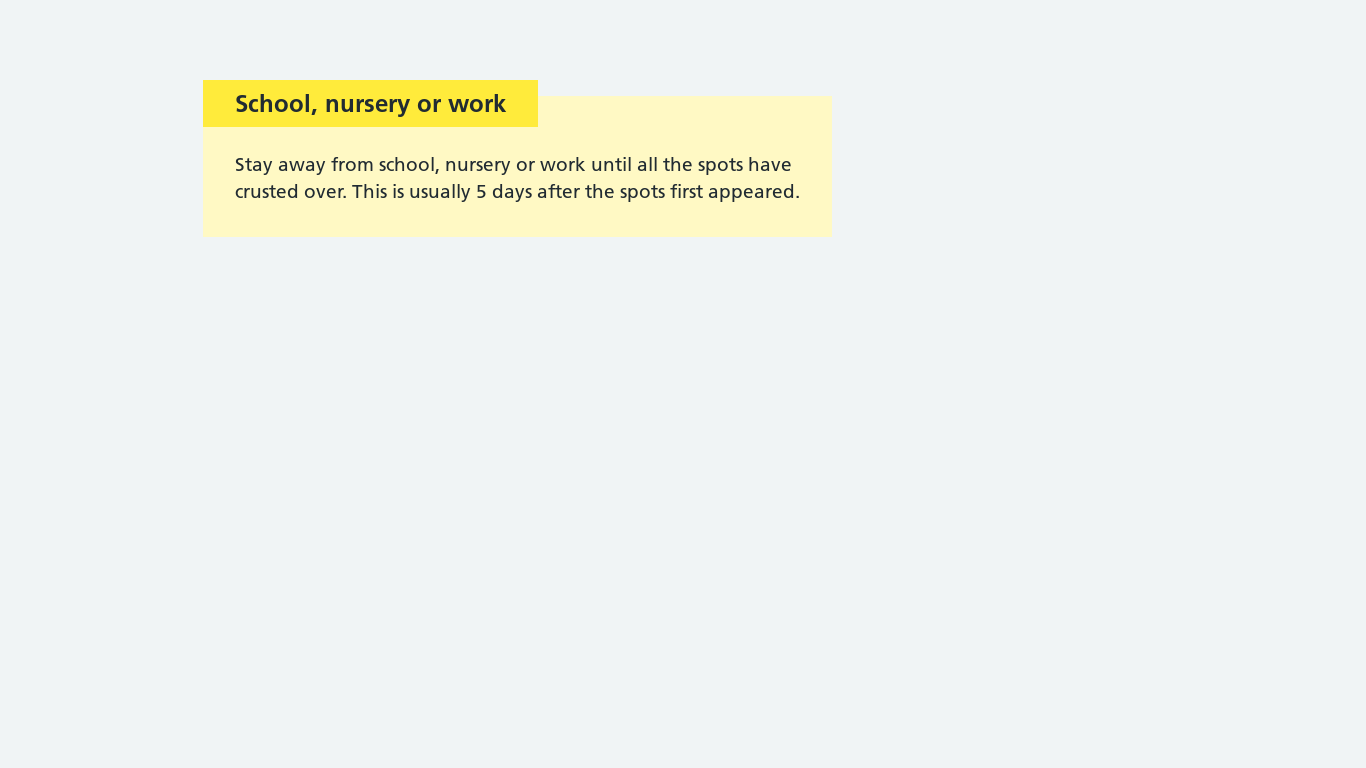 School, nursery or work
Stay away from school, nursery or work until all the spots have
crusted over. This is usually 5 days after the spots first appeared.